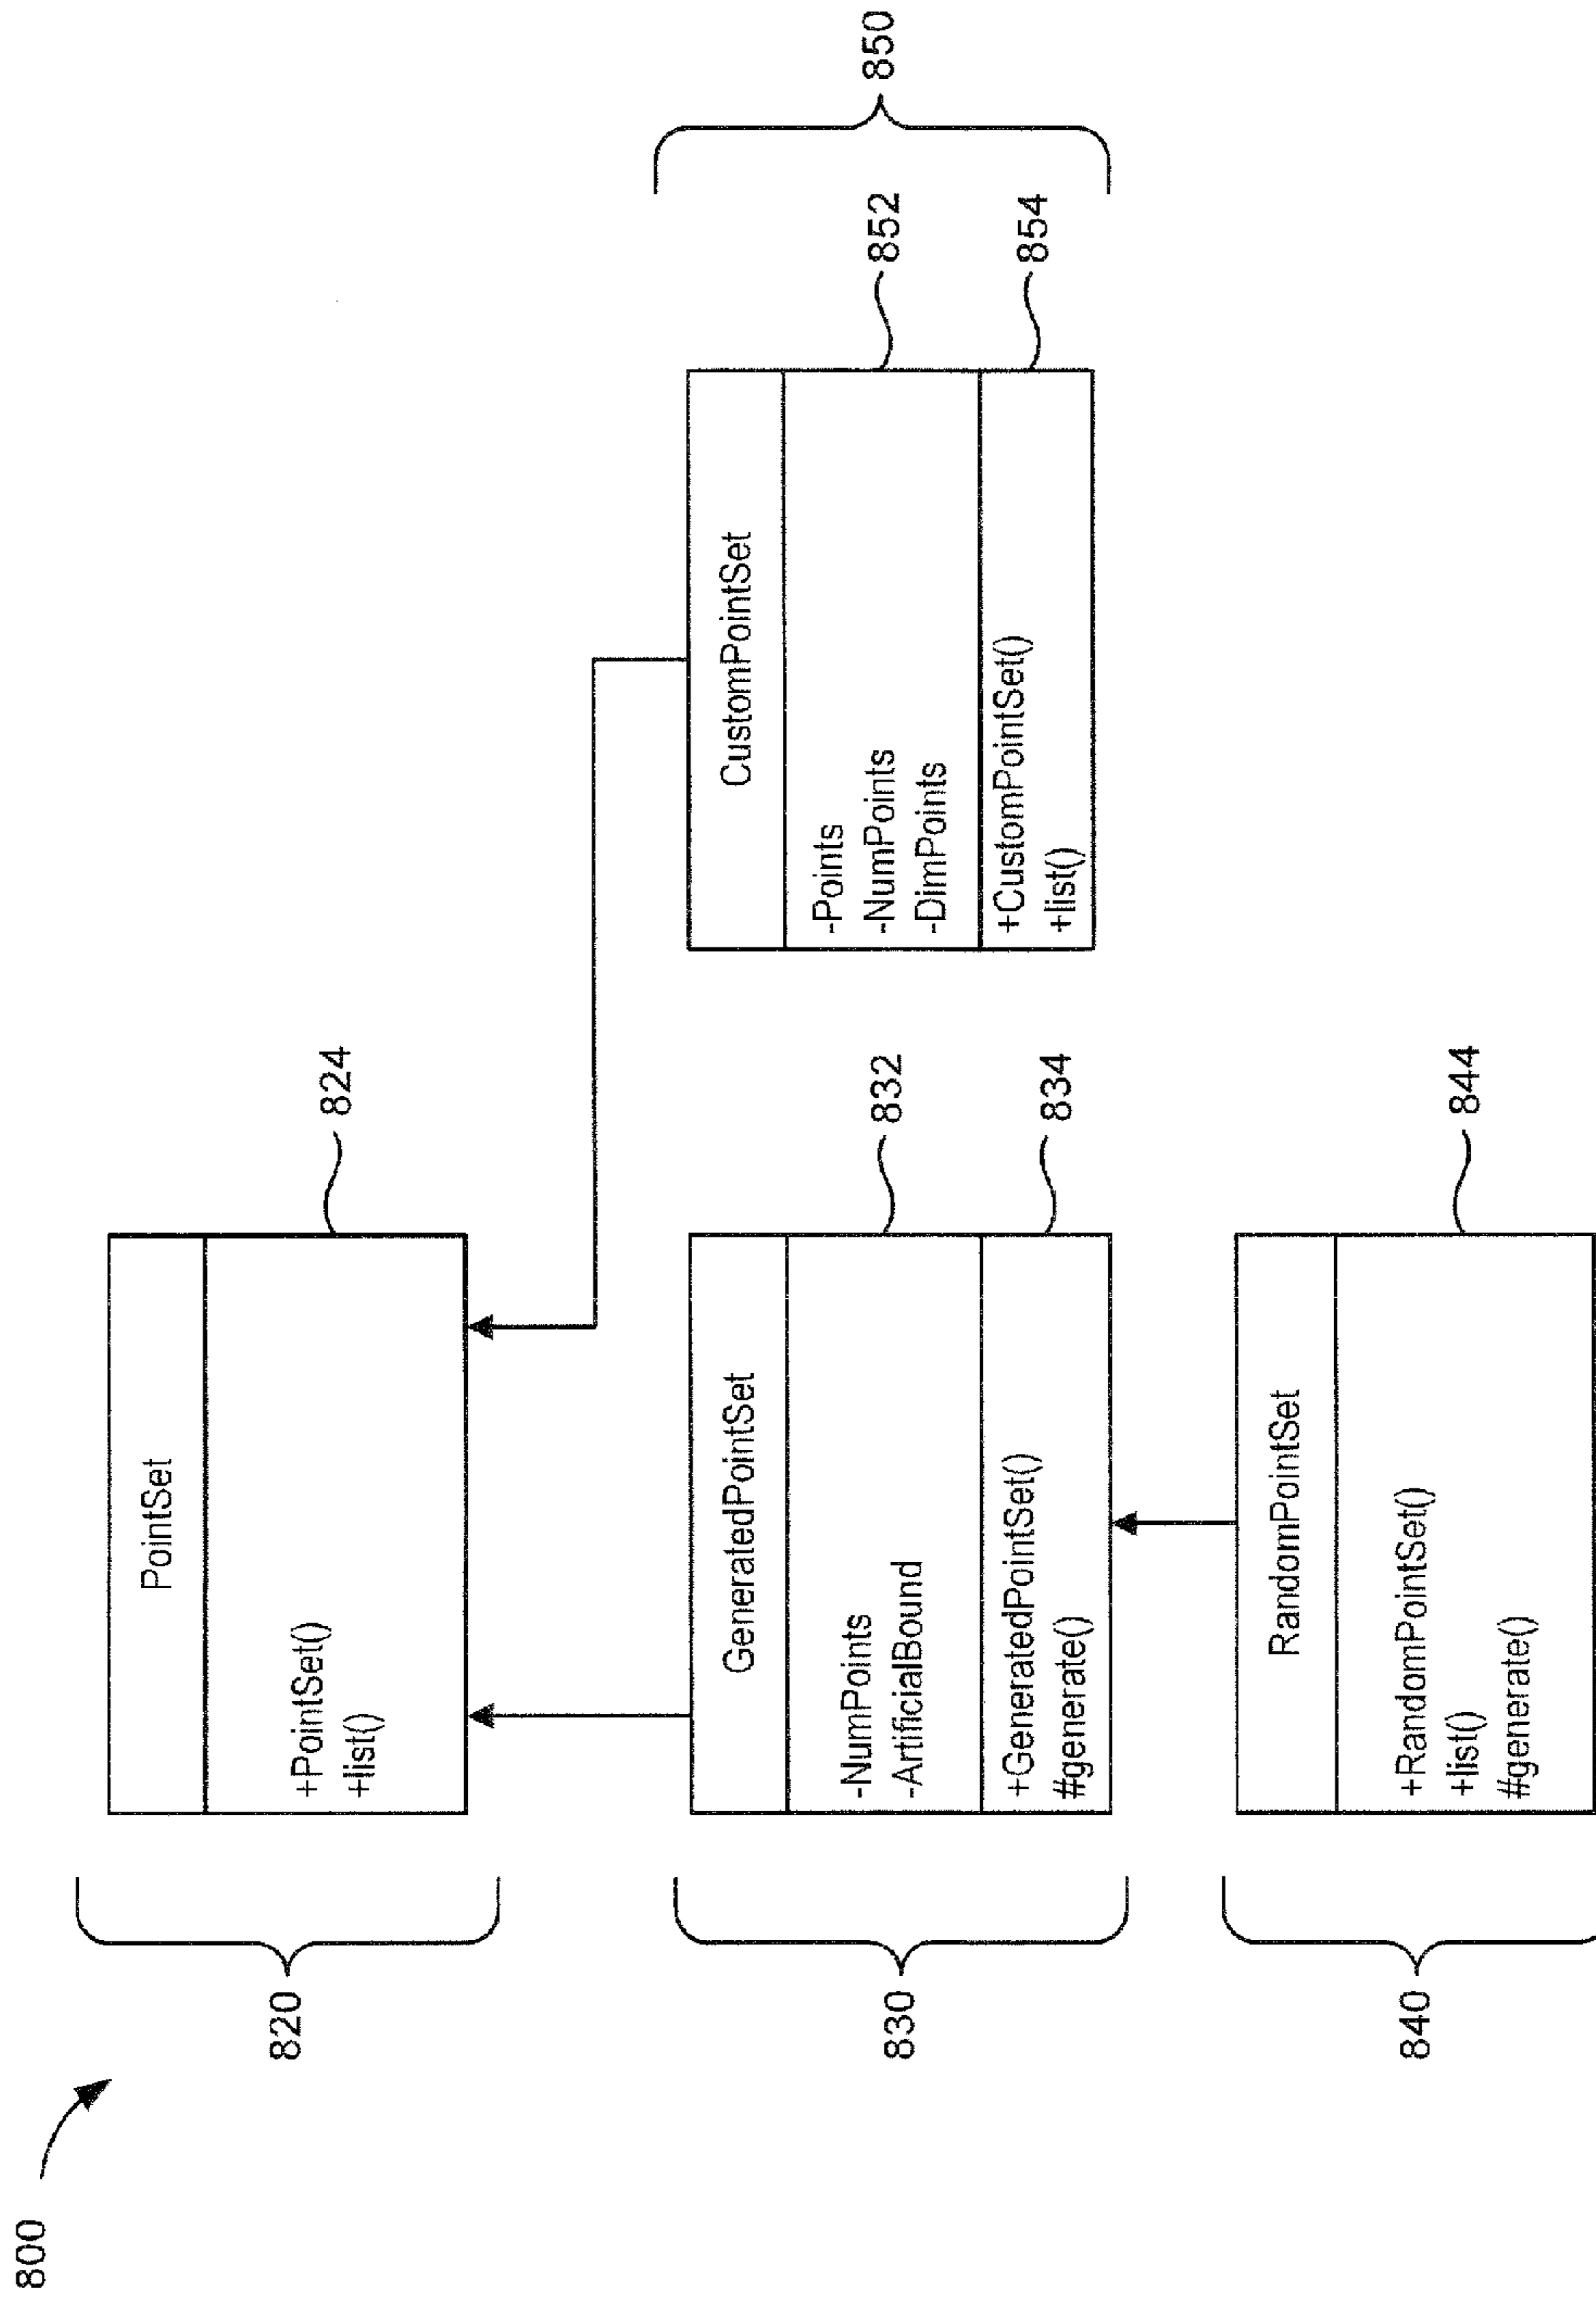 800
820
PointSet
+PointSet()
+list()
824
830
GeneratedPointSet
-NumPoints
-ArtificialBound
832
+GeneratedPointSet()
#generate()
834
840
RandomPointSet
+RandomPointSet()
+list()
#generate()
844
CustomPointSet
-Points
-NumPoints
-DimPoints
852
+CustomPointSet()
+list()
854
850